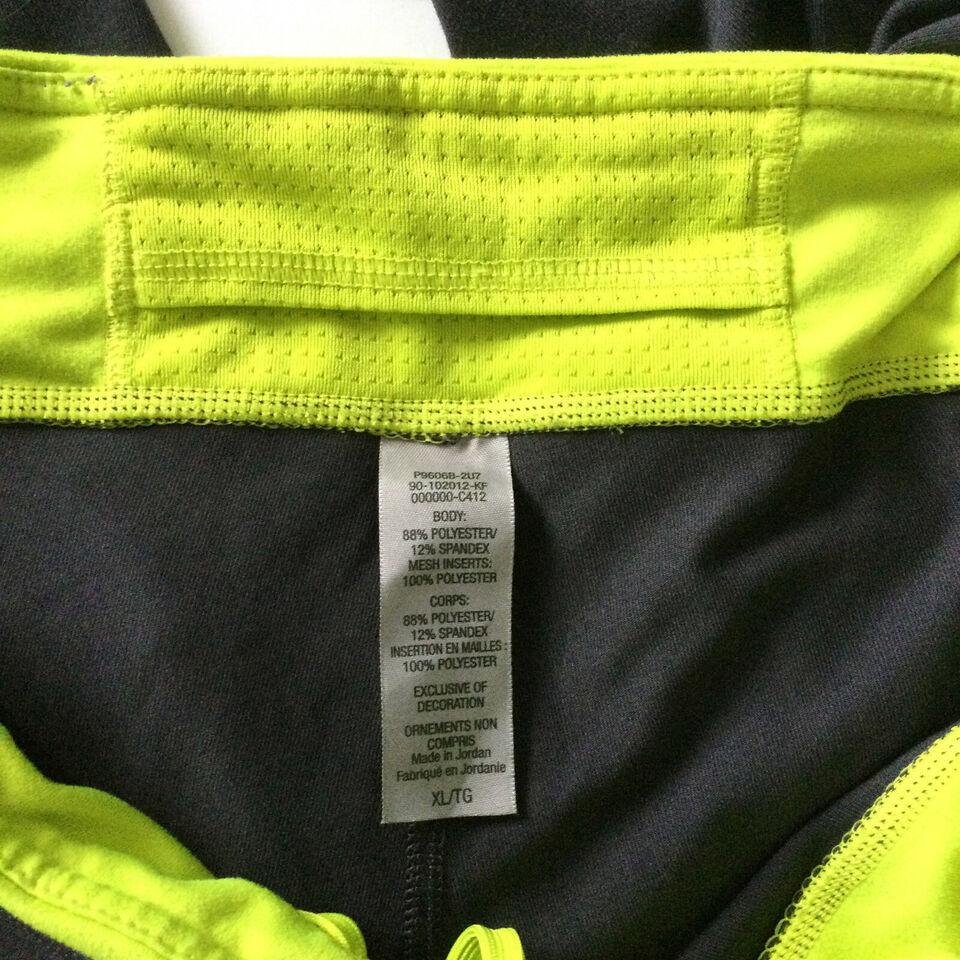 P9606B-2U7
90-102012-KF
000000-C412
BODY:
88% POLYESTER/
12% SPANDEX
MESH INSERTS:
100% POLYESTER
CORPS:
88% POLYESTER/
12% SPANDEX
INSERTION EN MAILLES :
100% POLYESTER
EXCLUSIVE OF
DECORATION
ORNEMENTS NON
COMPRIS
Made in Jordan
Fabriqué en Jordanie
XL/TG